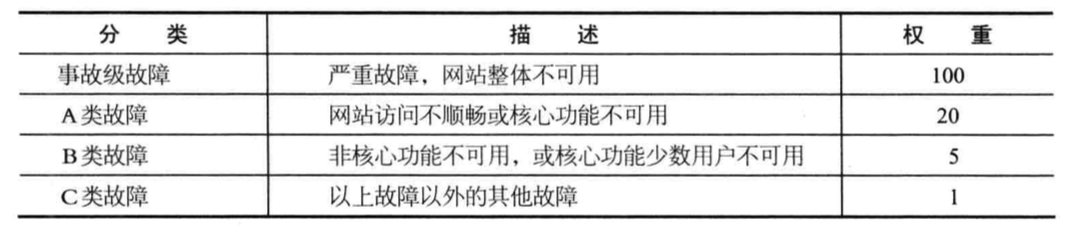 分 类 描 述 权 重
事故级故障 严重故障，网站整体不可用 100
A类故障 网站访问不顺畅或核心功能不可用 20
B类故障 非核心功能不可用，或核心功能少数用户不可用 5
C类故障 以上故障以外的其他故障 1